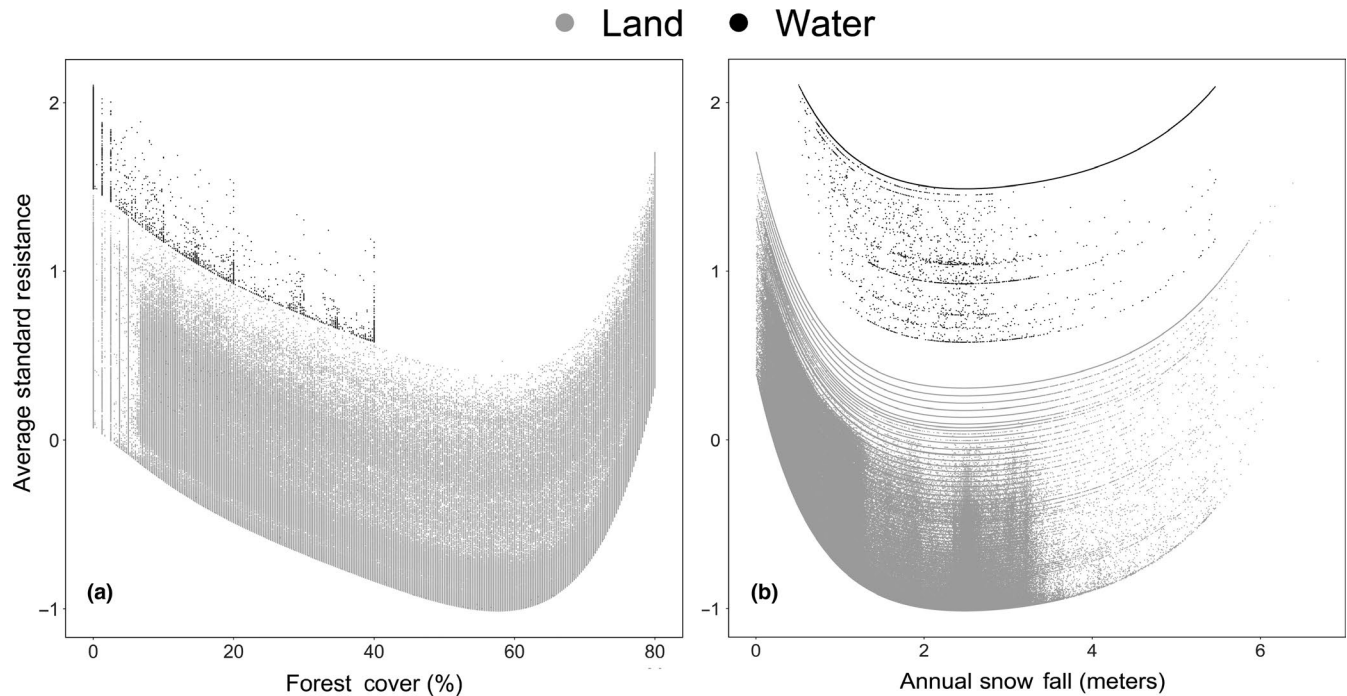 Land Water
Average standard resistance
2
1
0
−1
(a)
0 20 40 60 80
Forest cover (%)
2
1
0
−1
(b)
0 2 4 6
Annual snow fall (meters)